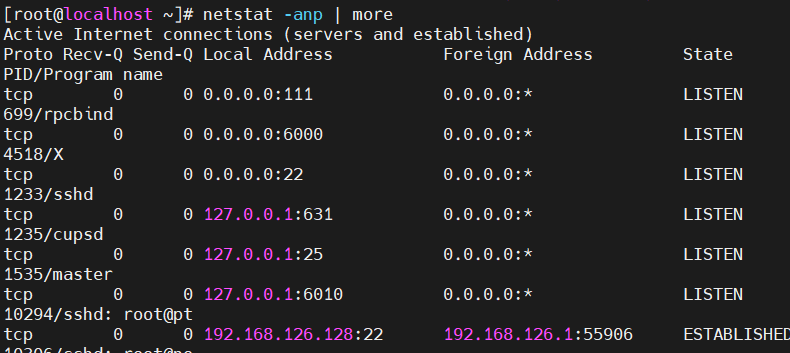 [root@localhost ~]# netstat -anp | more
Active Internet connections (servers and established)
Proto Recv-Q Send-Q Local Address           Foreign Address         State
PID/Program name
tcp        0      0 0.0.0.0:111             0.0.0.0:*               LISTEN
699/rpcbind
tcp        0      0 0.0.0.0:6000            0.0.0.0:*               LISTEN
4518/X
tcp        0      0 0.0.0.0:22              0.0.0.0:*               LISTEN
1233/sshd
tcp        0      0 127.0.0.1:631           0.0.0.0:*               LISTEN
1235/cupsd
tcp        0      0 127.0.0.1:25            0.0.0.0:*               LISTEN
1535/master
tcp        0      0 127.0.0.1:6010          0.0.0.0:*               LISTEN
10294/sshd: root@pt
tcp        0      0 192.168.126.128:22      192.168.126.1:55906     ESTABLISHED